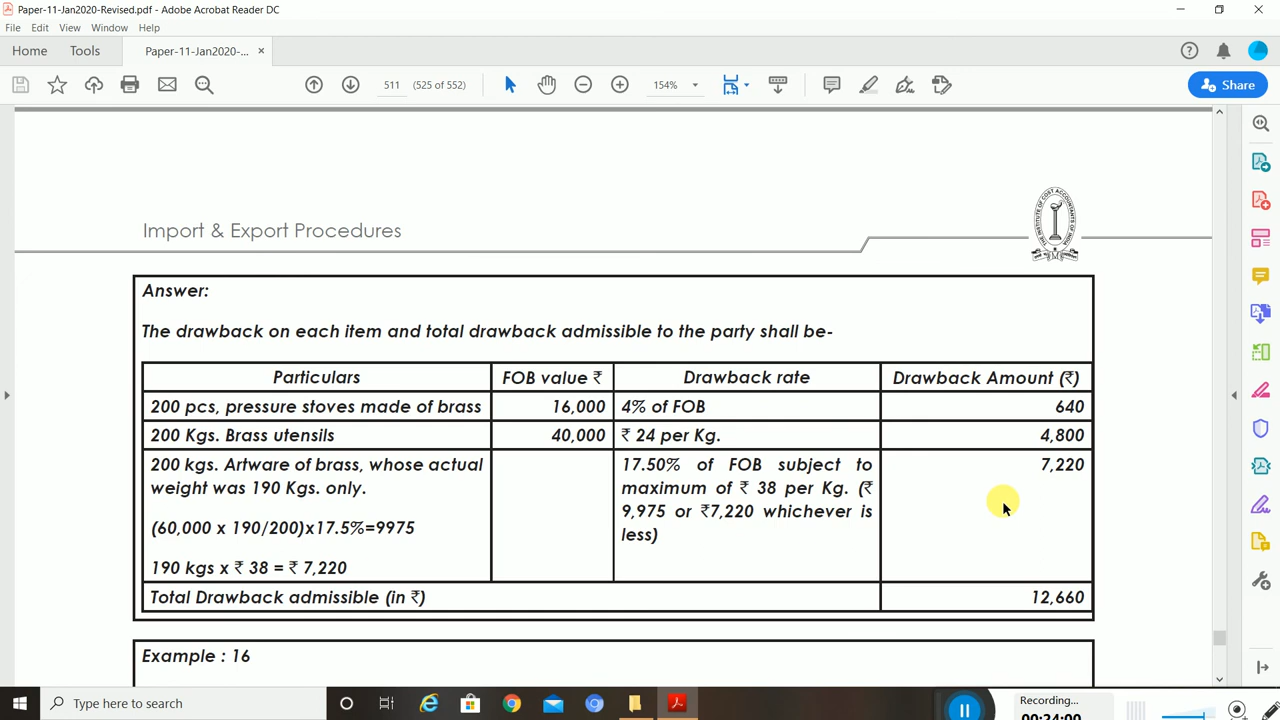 Paper-11-Jan2020-Revised.pdf - Adobe Acrobat Reader DC
File Edit View Window Help
Home Tools Paper-11-Jan2020-... ×
511 (525 of 552) 154% Share
Import & Export Procedures
Answer:
The drawback on each item and total drawback admissible to the party shall be-
Particulars FOB value ₹ Drawback rate Drawback Amount (₹)
200 pcs, pressure stoves made of brass 16,000 4% of FOB 640
200 Kgs. Brass utensils 40,000 ₹ 24 per Kg. 4,800
200 kgs. Artware of brass, whose actual
weight was 190 Kgs. only.
(60,000 x 190/200)x17.5%=9975
190 kgs x ₹ 38 = ₹ 7,220
17.50% of FOB subject to
maximum of ₹ 38 per Kg. (₹
9,975 or ₹7,220 whichever is
less)
7,220
Total Drawback admissible (in ₹) 12,660
Example : 16
Type here to search
Recording...
00:24:00